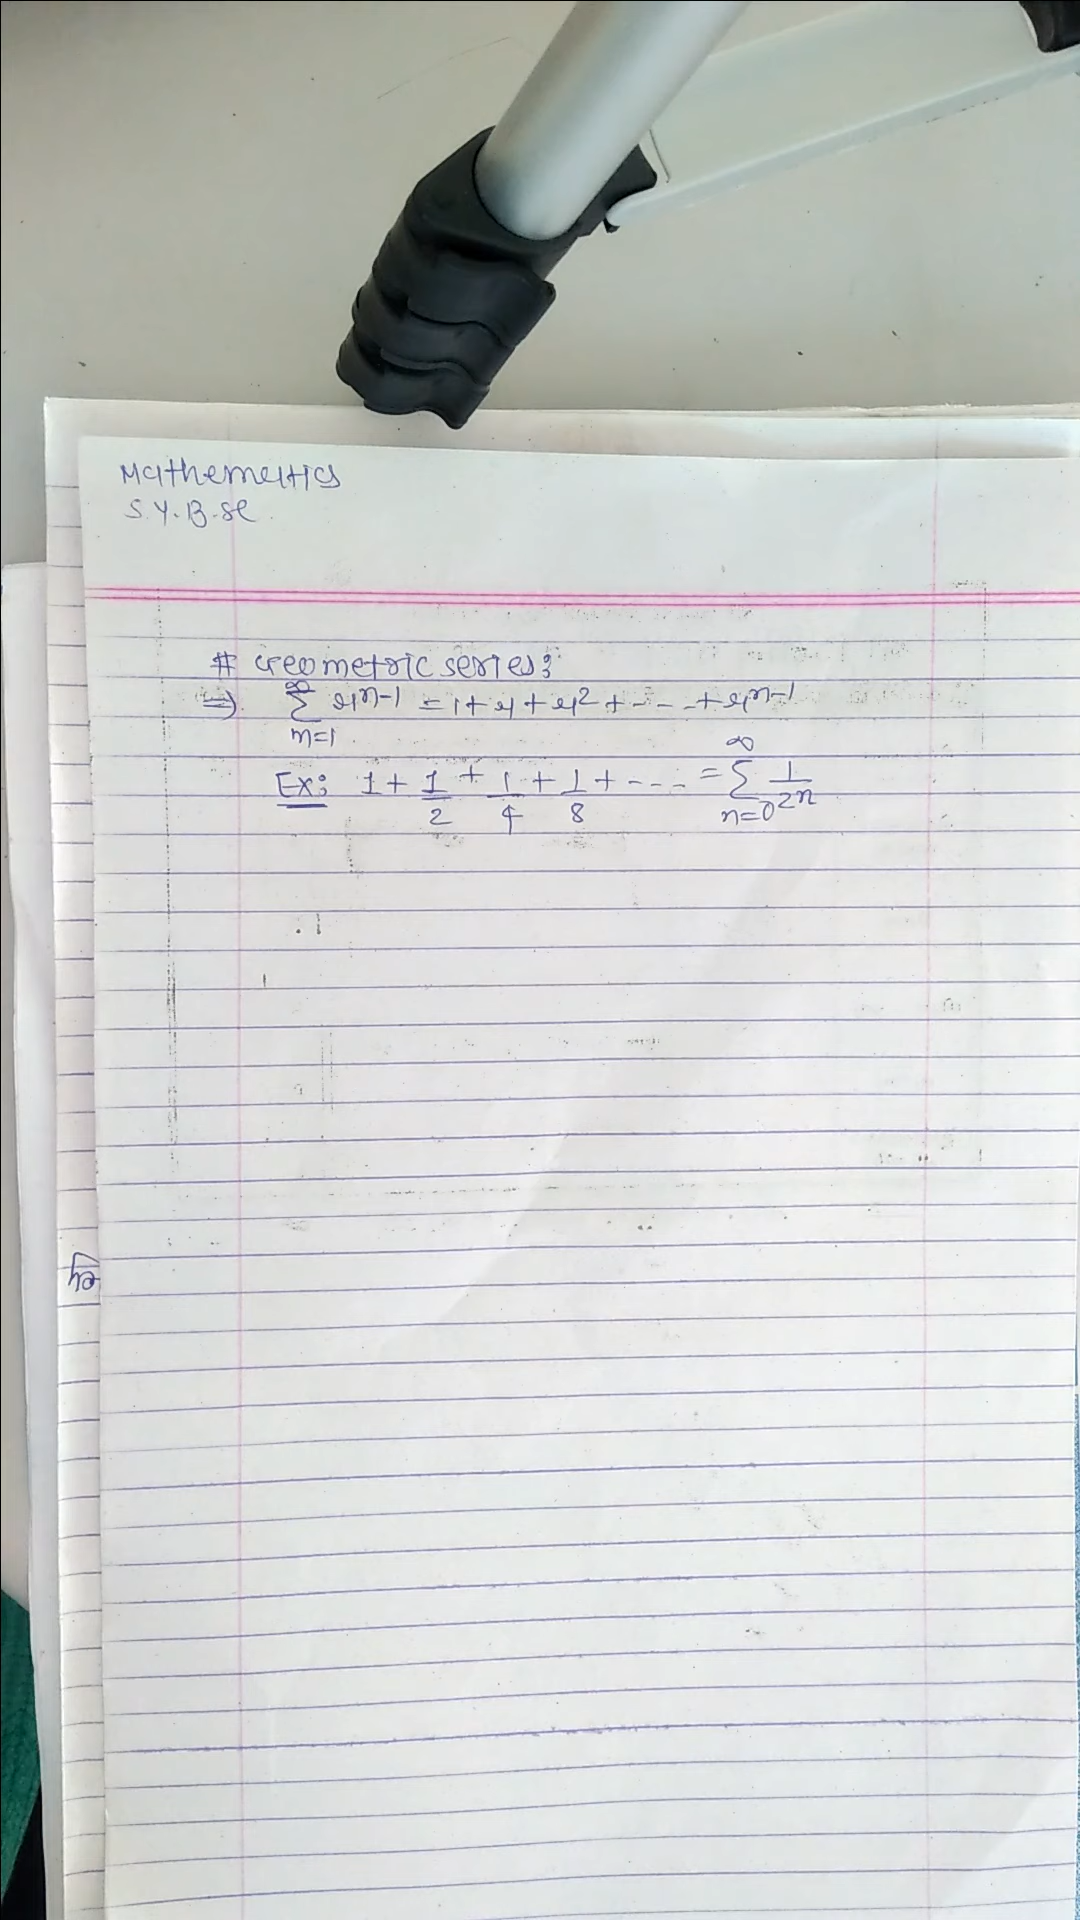 Mathematics
S.Y.B.sc
# Geometric series:
⇒ ∞ Σ n=1 r^n-1 = 1 + r + r^2 + - - - + r^n-1
Ex: 1 + 1/2 + 1/4 + 1/8 + - - - = ∞ Σ n=0 1/2^n